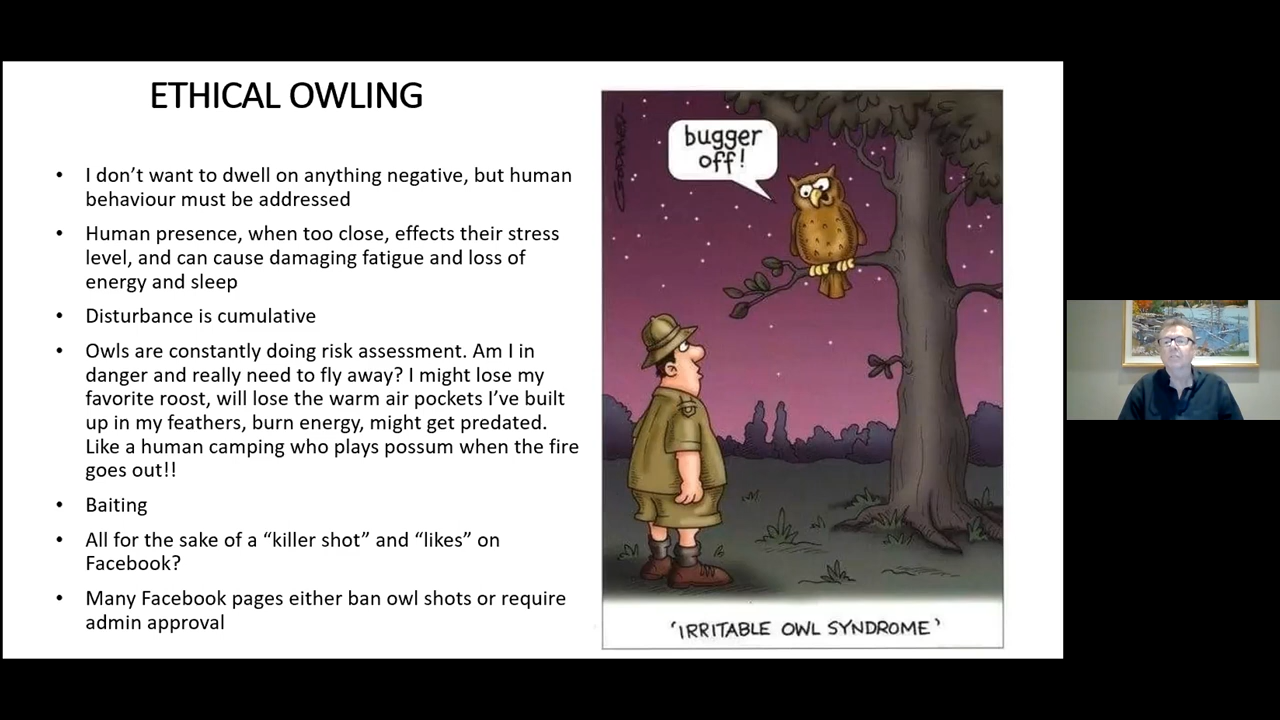 ETHICAL OWLING
• I don’t want to dwell on anything negative, but human
behaviour must be addressed
• Human presence, when too close, effects their stress
level, and can cause damaging fatigue and loss of
energy and sleep
• Disturbance is cumulative
• Owls are constantly doing risk assessment. Am I in
danger and really need to fly away? I might lose my
favorite roost, will lose the warm air pockets I’ve built
up in my feathers, burn energy, might get predated.
Like a human camping who plays possum when the fire
goes out!!
• Baiting
• All for the sake of a “killer shot” and “likes” on
Facebook?
• Many Facebook pages either ban owl shots or require
admin approval
bugger
off!
'IRRITABLE OWL SYNDROME'